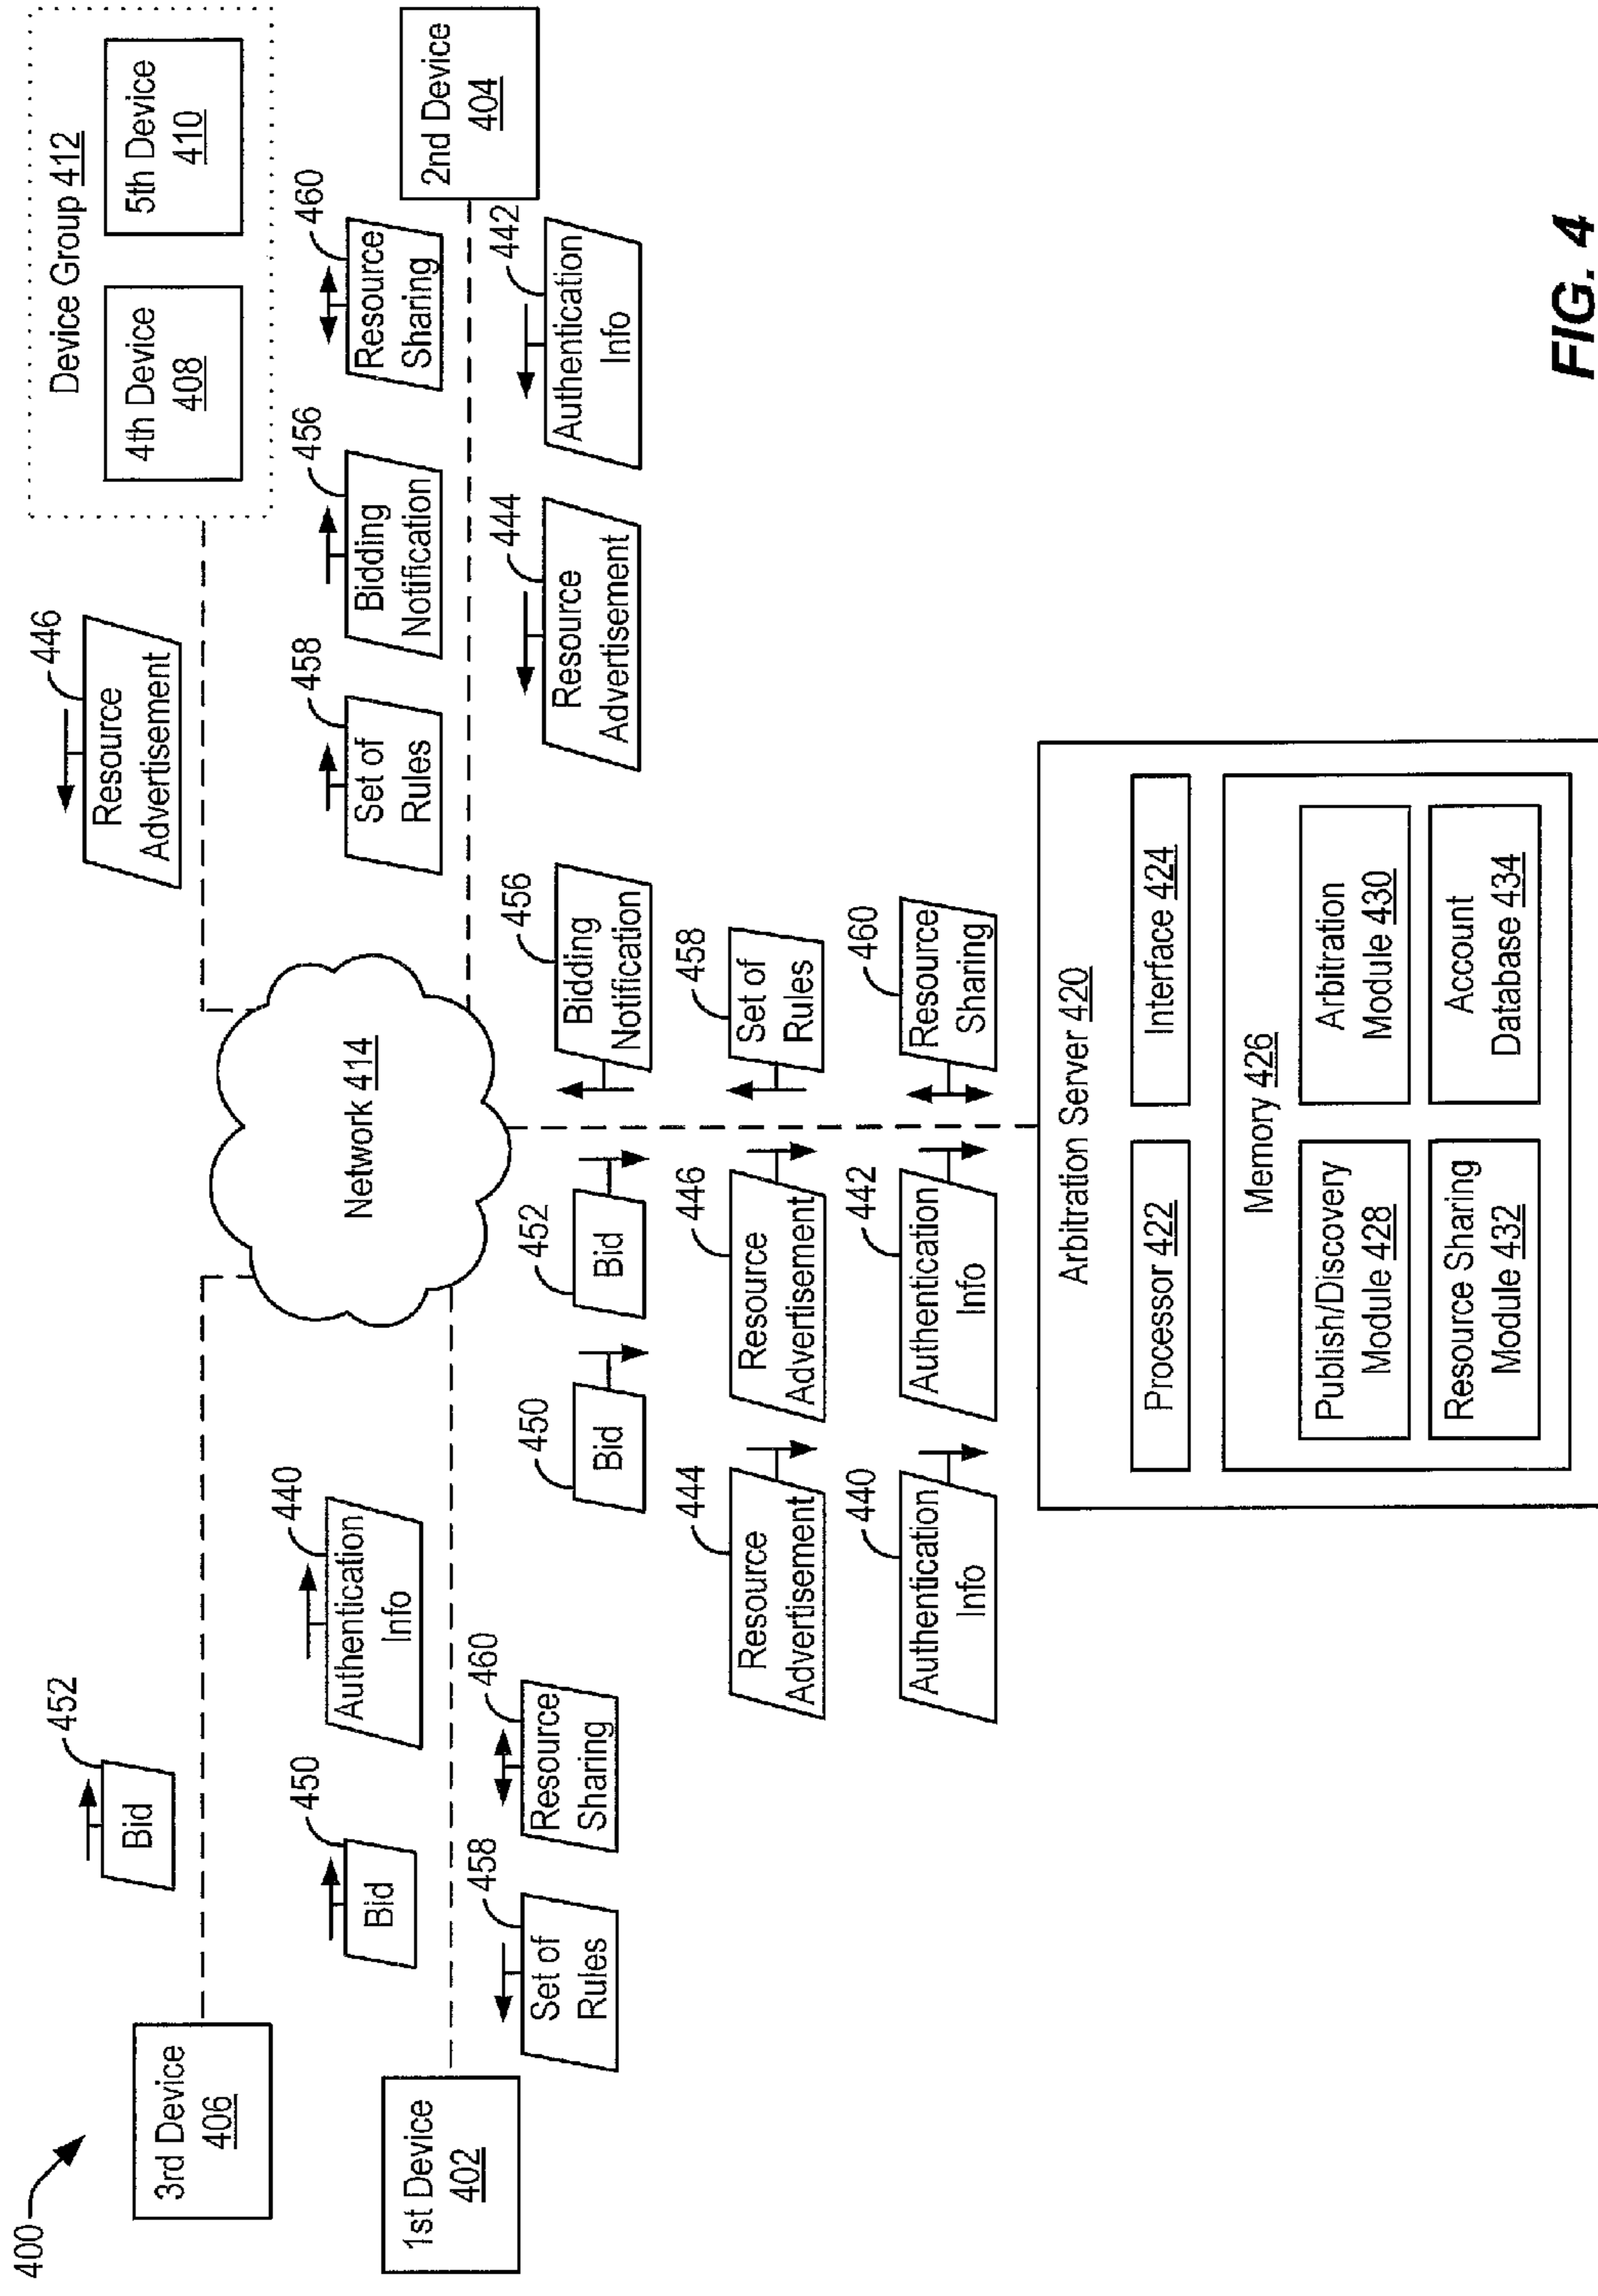 400
3rd Device
406
452
Bid
446
Resource
Advertisement
Device Group 412
4th Device
408
5th Device
410
1st Device
402
450
Bid
440
Authentication
Info
458
Set of
Rules
460
Resource
Sharing
Network 414
458
Set of
Rules
456
Bidding
Notification
460
Resource
Sharing
2nd Device
404
444
Resource
Advertisement
442
Authentication
Info
450
Bid
452
Bid
456
Bidding
Notification
444
Resource
Advertisement
446
Resource
Advertisement
458
Set of
Rules
440
Authentication
Info
442
Authentication
Info
460
Resource
Sharing
Arbitration Server 420
Processor 422
Interface 424
Memory 426
Publish/Discovery
Module 428
Arbitration
Module 430
Resource Sharing
Module 432
Account
Database 434
FIG. 4